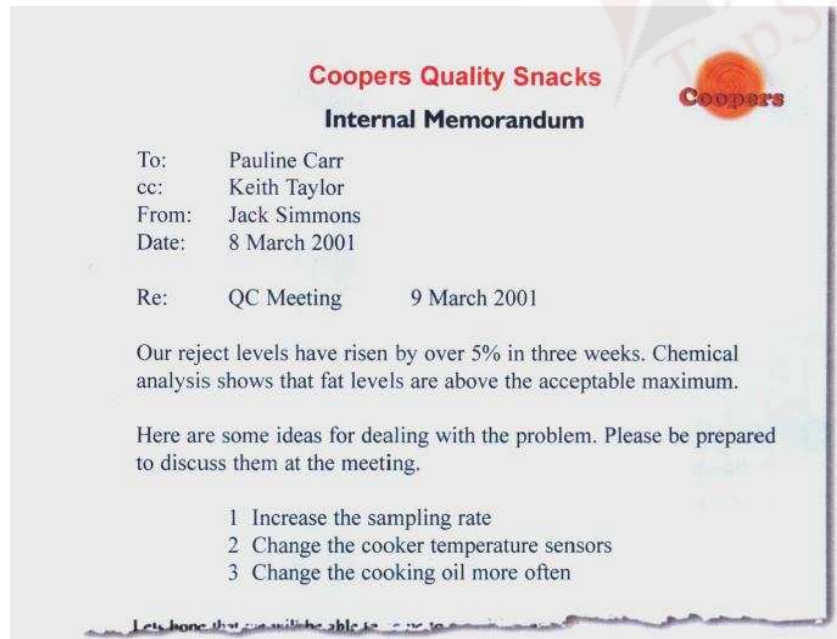 Coopers Quality Snacks
Coopers
Internal Memorandum
To: Pauline Carr
cc: Keith Taylor
From: Jack Simmons
Date: 8 March 2001
Re: QC Meeting 9 March 2001
Our reject levels have risen by over 5% in three weeks. Chemical
analysis shows that fat levels are above the acceptable maximum.
Here are some ideas for dealing with the problem. Please be prepared
to discuss them at the meeting.
1 Increase the sampling rate
2 Change the cooker temperature sensors
3 Change the cooking oil more often
Lets hope that